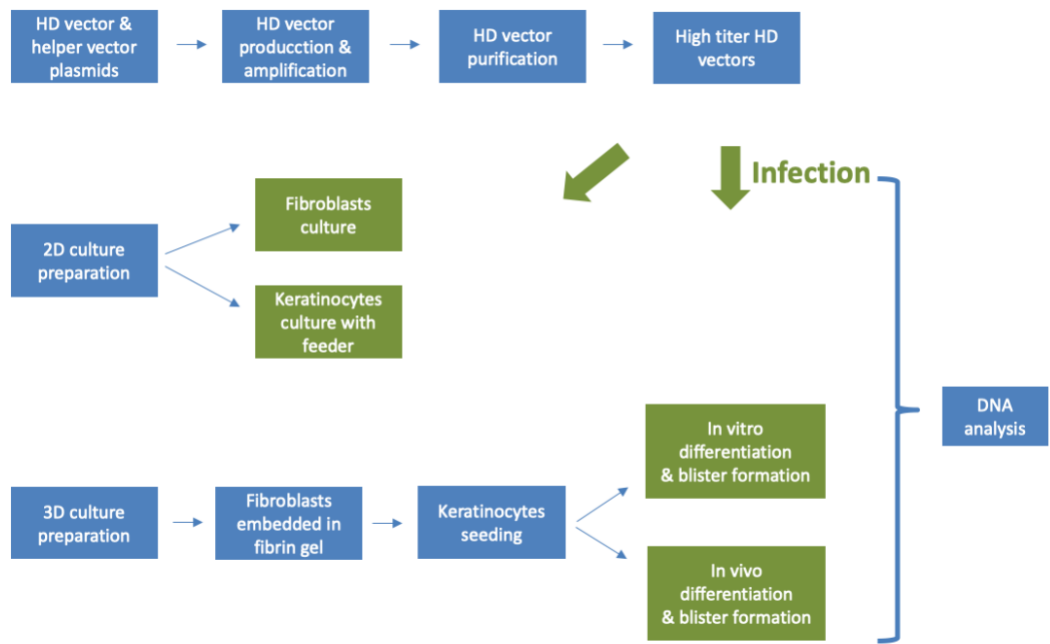 HD vector &
helper vector
plasmids
HD vector
producction &
amplification
HD vector
purification
High titer HD
vectors
Infection
Fibroblasts
culture
2D culture
preparation
Keratinocytes
culture with
feeder
DNA
analysis
In vitro
differentiation
& blister formation
3D culture
preparation
Fibroblasts
embedded in
fibrin gel
Keratinocytes
seeding
In vivo
differentiation
& blister formation